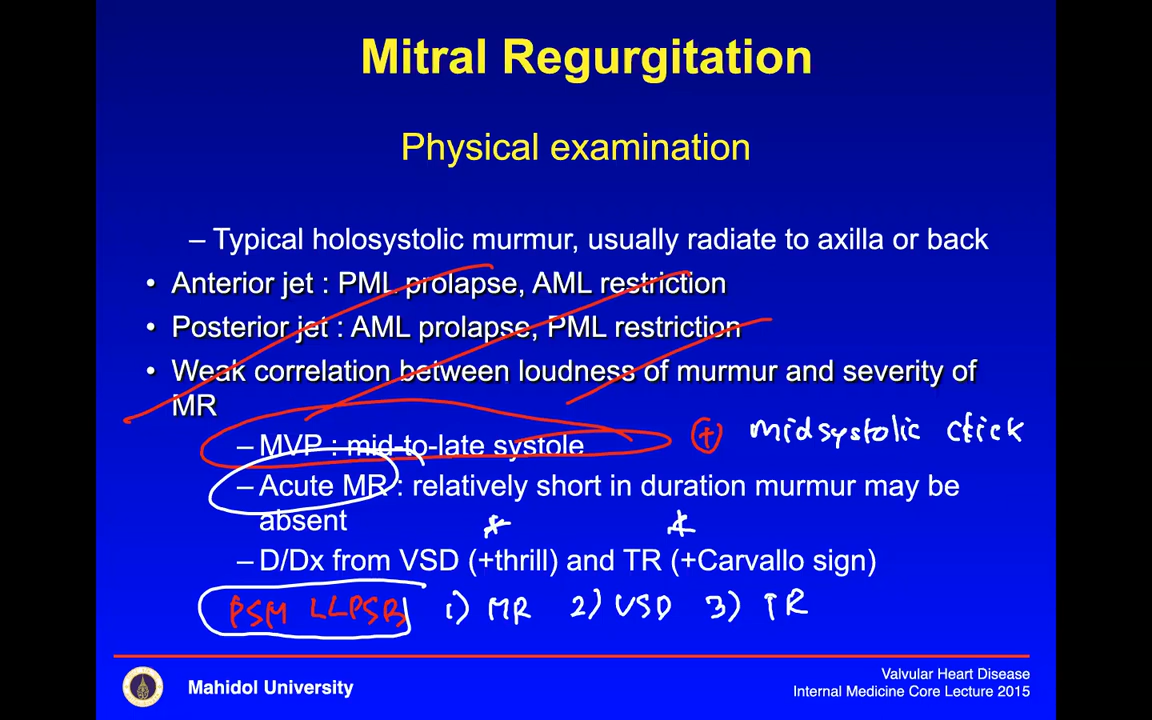 Mitral Regurgitation
Physical examination
– Typical holosystolic murmur, usually radiate to axilla or back
• Anterior jet : PML prolapse, AML restriction
• Posterior jet : AML prolapse, PML restriction
• Weak correlation between loudness of murmur and severity of
MR
– MVP : mid-to-late systole
(+) midsystolic click
– Acute MR : relatively short in duration murmur may be
absent
– D/Dx from VSD (+thrill) and TR (+Carvallo sign)
PSM LLPSB 1) MR 2) VSD 3) TR
Mahidol University
Valvular Heart Disease
Internal Medicine Core Lecture 2015